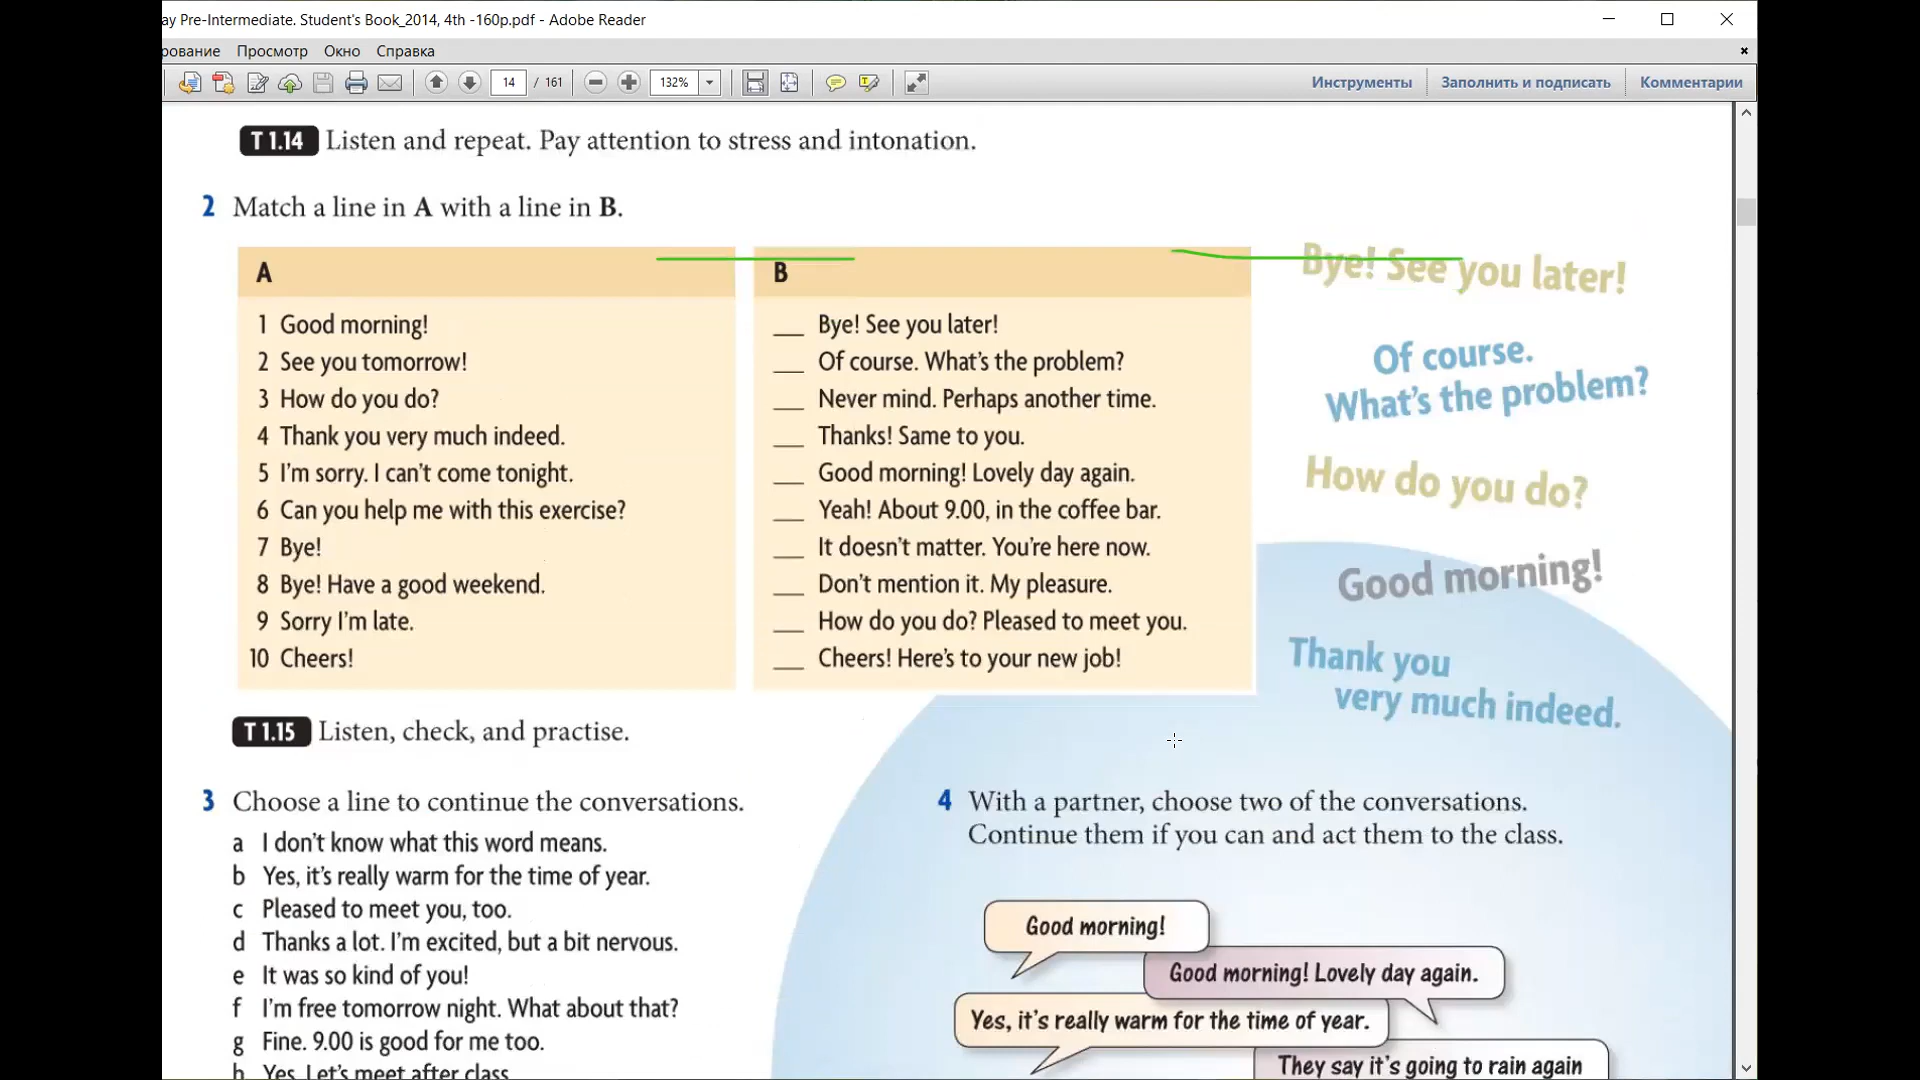 ay Pre-Intermediate. Student's Book_2014, 4th -160p.pdf - Adobe Reader
рование Просмотр Окно Справка
14 / 161 132% Инструменты Заполнить и подписать Комментарии
T 1.14 Listen and repeat. Pay attention to stress and intonation.
2 Match a line in A with a line in B.
A
1 Good morning!
2 See you tomorrow!
3 How do you do?
4 Thank you very much indeed.
5 I'm sorry. I can't come tonight.
6 Can you help me with this exercise?
7 Bye!
8 Bye! Have a good weekend.
9 Sorry I'm late.
10 Cheers!
B
___ Bye! See you later!
___ Of course. What's the problem?
___ Never mind. Perhaps another time.
___ Thanks! Same to you.
___ Good morning! Lovely day again.
___ Yeah! About 9.00, in the coffee bar.
___ It doesn't matter. You're here now.
___ Don't mention it. My pleasure.
___ How do you do? Pleased to meet you.
___ Cheers! Here's to your new job!
Bye! See you later!
Of course.
What's the problem?
How do you do?
Good morning!
Thank you
very much indeed.
T 1.15 Listen, check, and practise.
3 Choose a line to continue the conversations.
a I don't know what this word means.
b Yes, it's really warm for the time of year.
c Pleased to meet you, too.
d Thanks a lot. I'm excited, but a bit nervous.
e It was so kind of you!
f I'm free tomorrow night. What about that?
g Fine. 9.00 is good for me too.
h Yes. Let's meet after class
4 With a partner, choose two of the conversations.
Continue them if you can and act them to the class.
Good morning!
Good morning! Lovely day again.
Yes, it's really warm for the time of year.
They say it's going to rain again